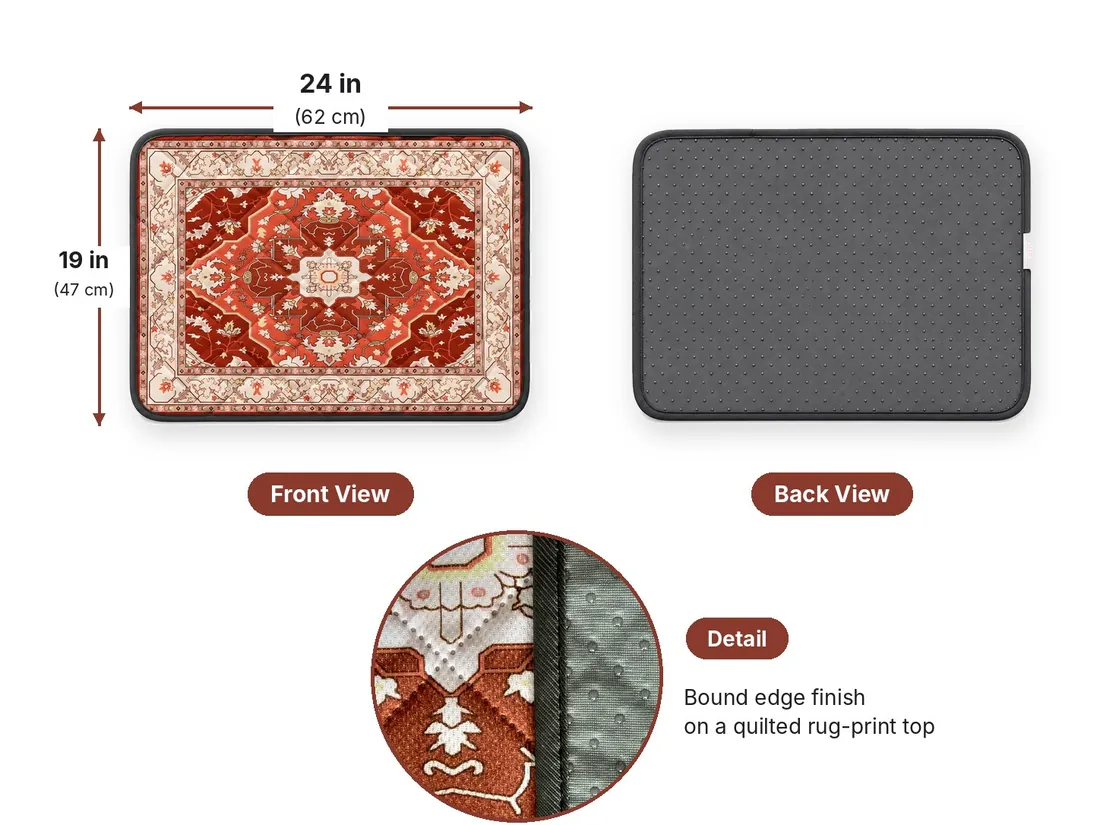 24 in
(62 cm)
19 in
(47 cm)
Front View
Back View
Detail
Bound edge finish
on a quilted rug-print top